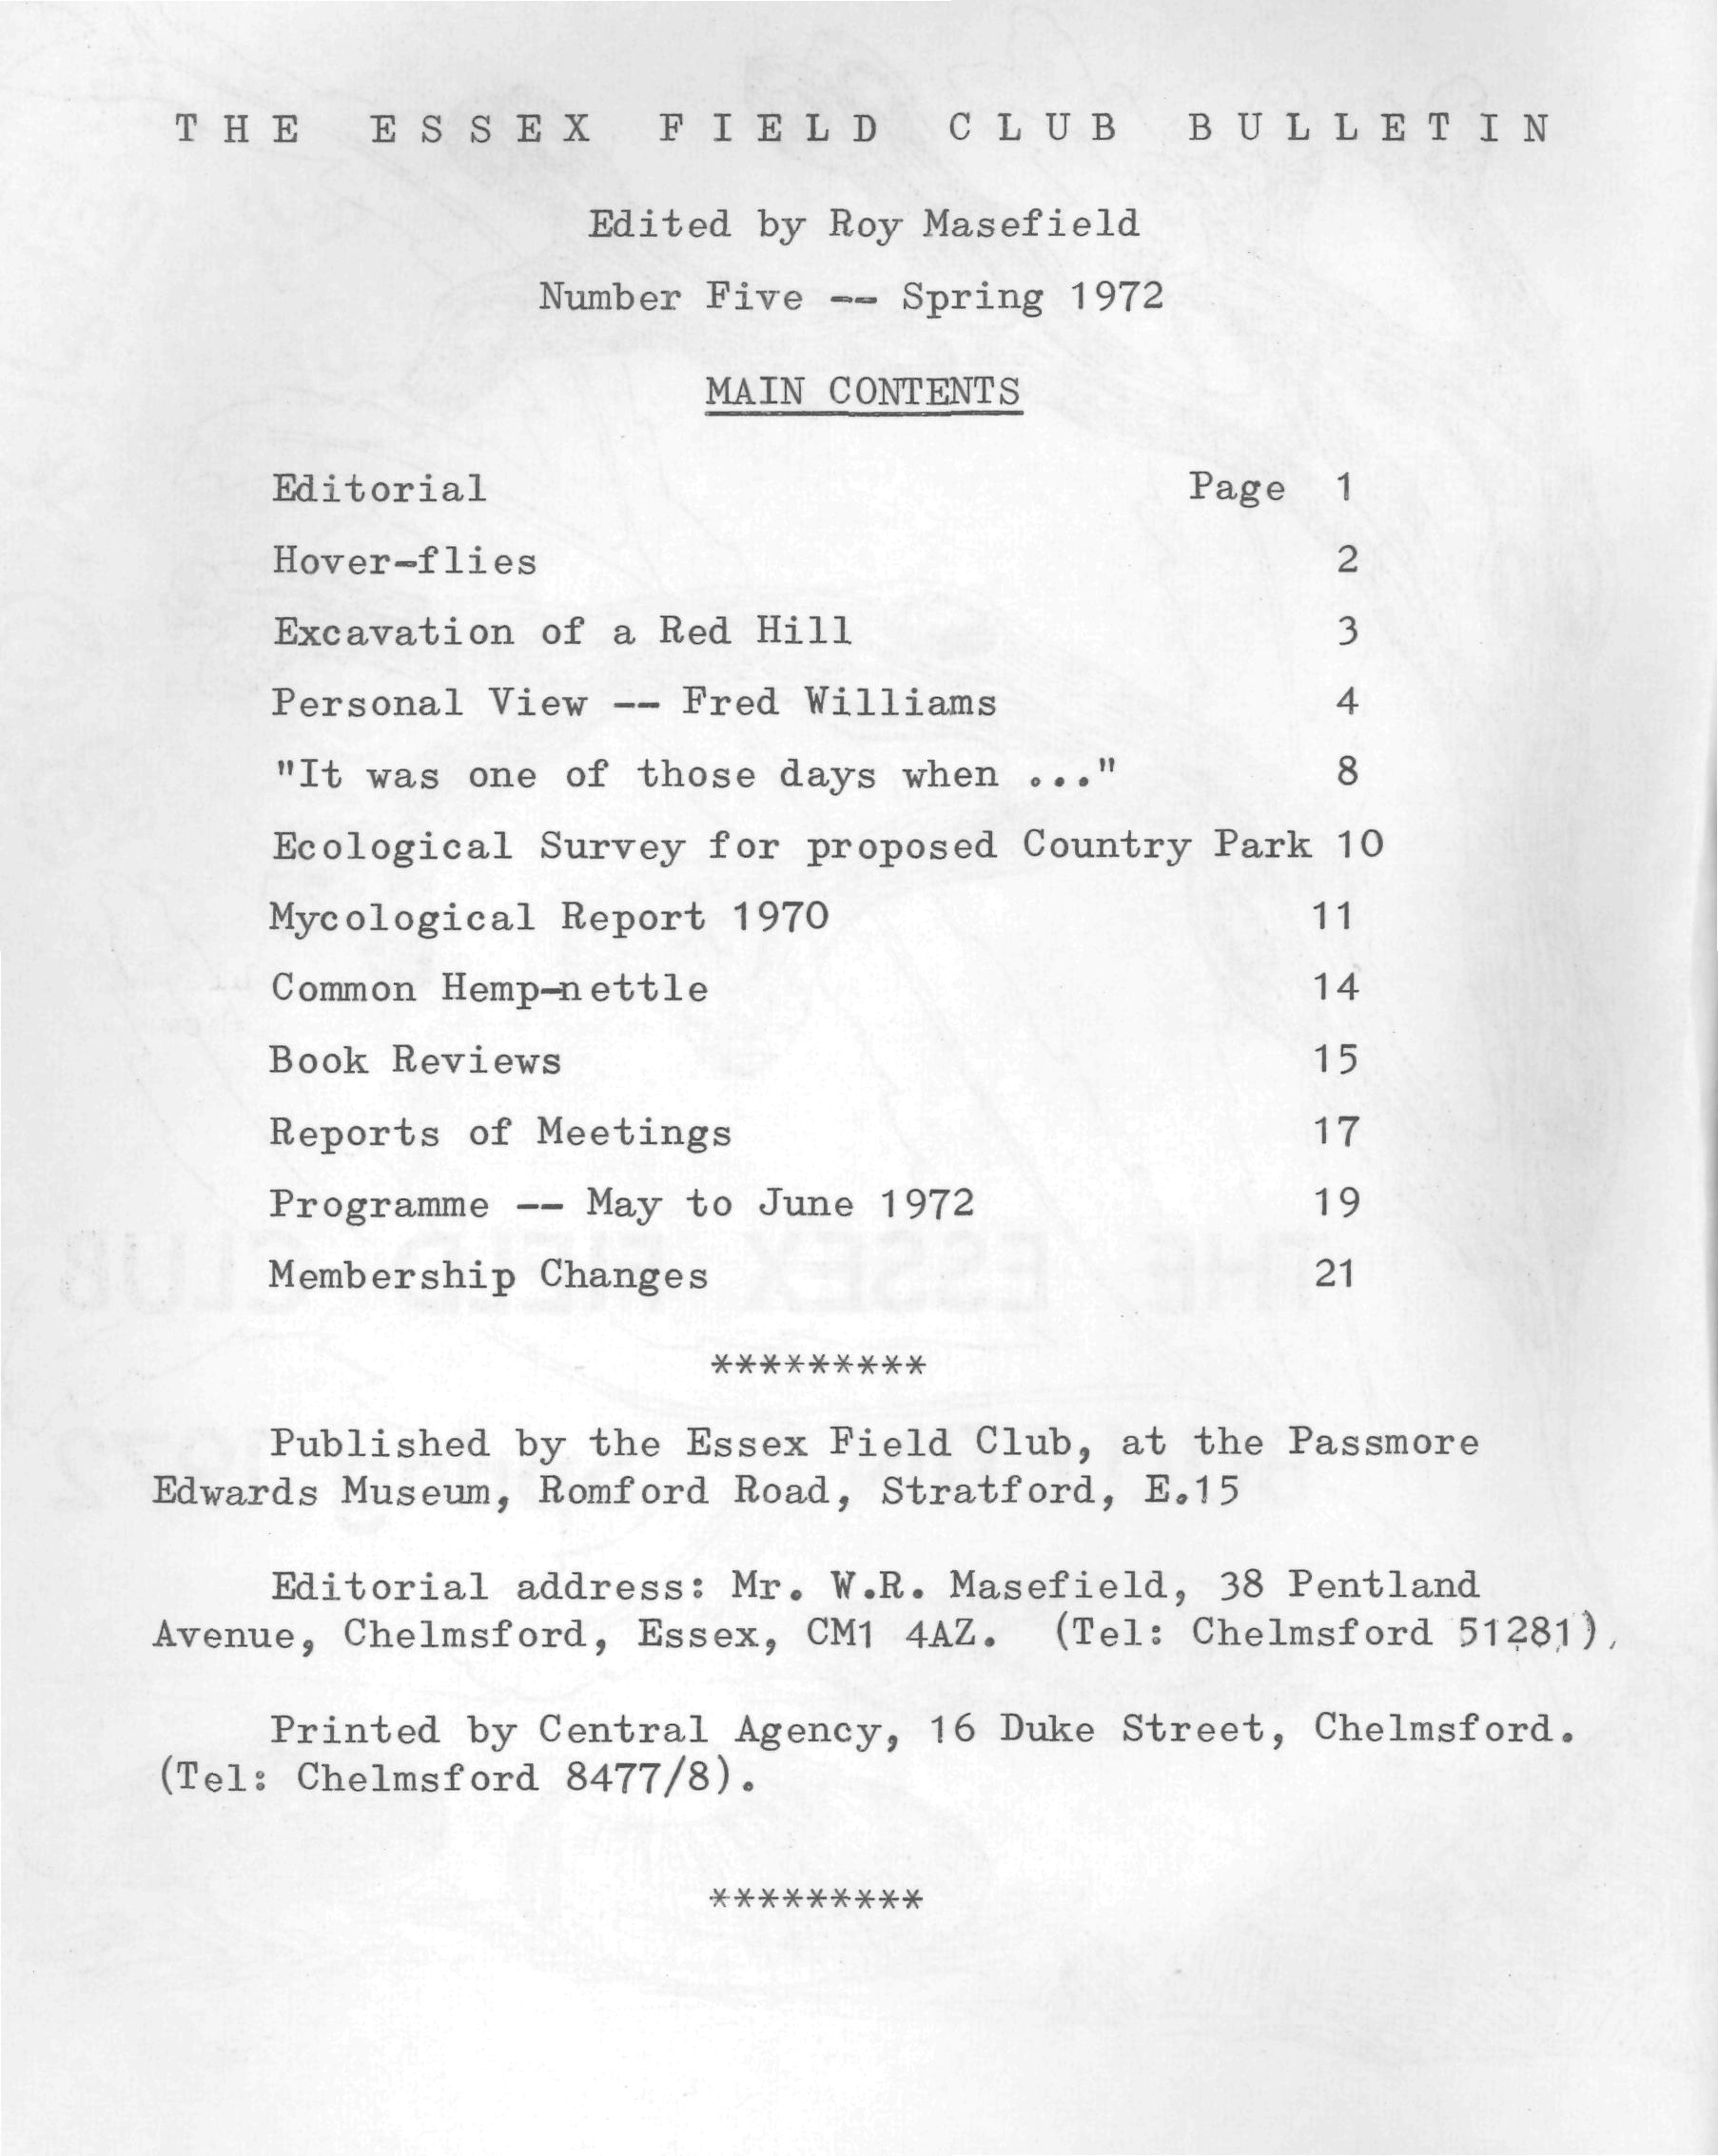 THE ESSEX FIELD CLUB BULLETIN
Edited by Roy Masefield
Number Five -- Spring 1972
MAIN CONTENTS
Editorial Page 1
Hover-flies 2
Excavation of a Red Hill 3
Personal View -- Fred Williams 4
"It was one of those days when ..." 8
Ecological Survey for proposed Country Park 10
Mycological Report 1970 11
Common Hemp-nettle 14
Book Reviews 15
Reports of Meetings 17
Programme -- May to June 1972 19
Membership Changes 21
*********
Published by the Essex Field Club, at the Passmore
Edwards Museum, Romford Road, Stratford, E.15
Editorial address: Mr. W.R. Masefield, 38 Pentland
Avenue, Chelmsford, Essex, CM1 4AZ. (Tel: Chelmsford 51281),
Printed by Central Agency, 16 Duke Street, Chelmsford.
(Tel: Chelmsford 8477/8).
*********